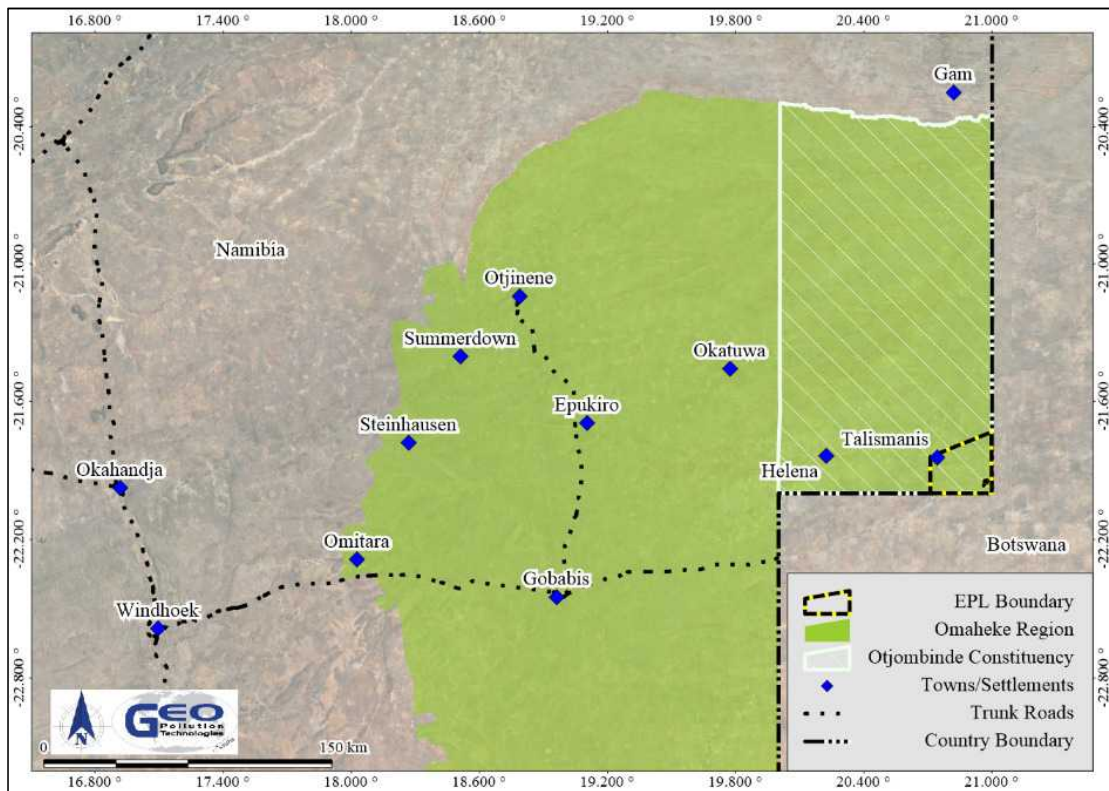 16.800 ° 17.400 ° 18.000 ° 18.600 ° 19.200 ° 19.800 ° 20.400 ° 21.000 °
Gam
-20.400 ° -20.400 °
Namibia
-21.000 ° -21.000 °
Otjinene
Summerdown
Okatuwa
-21.600 ° -21.600 °
Epukiro
Steinhausen
Talismanis
Okahandja
Helena
-22.200 ° -22.200 °
Omitara
Botswana
Gobabis
Windhoek
EPL Boundary
Omaheke Region
Otjombinde Constituency
Towns/Settlements
Trunk Roads
Country Boundary
-22.800 ° -22.800 °
N
GEO
Pollution
Technologies
0 150 km
16.800 ° 17.400 ° 18.000 ° 18.600 ° 19.200 ° 19.800 ° 20.400 ° 21.000 °